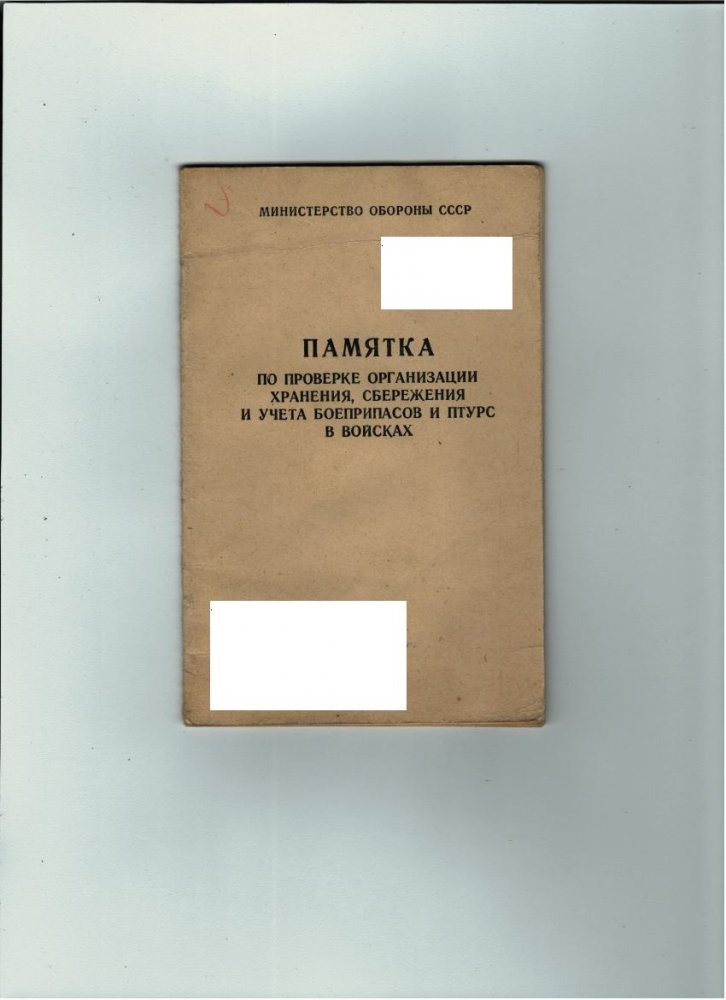 МИНИСТЕРСТВО ОБОРОНЫ СССР
ПАМЯТКА
ПО ПРОВЕРКЕ ОРГАНИЗАЦИИ
ХРАНЕНИЯ, СБЕРЕЖЕНИЯ
И УЧЕТА БОЕПРИПАСОВ И ПТУРС
В ВОЙСКАХ